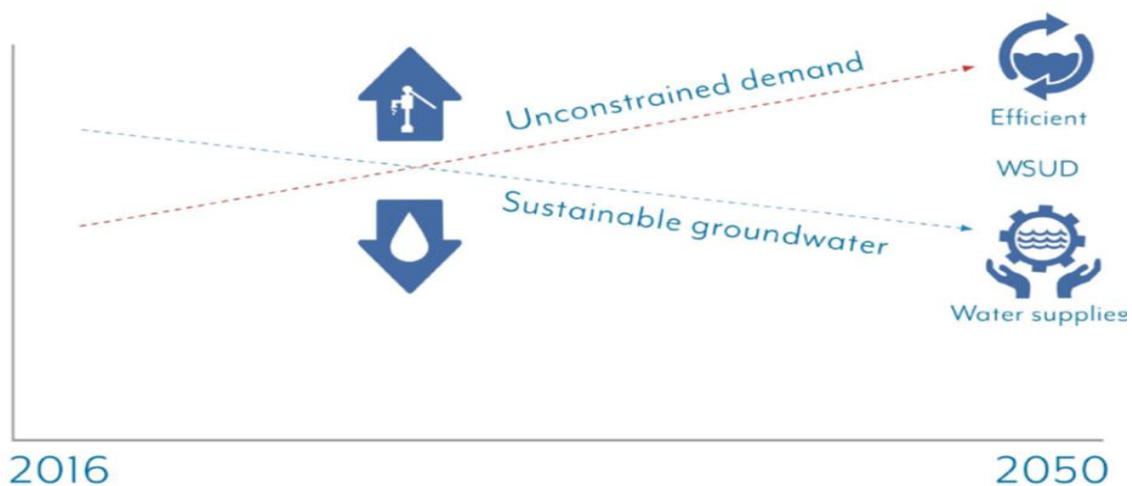 Unconstrained demand
Efficient
WSUD
Sustainable groundwater
Water supplies
2016
2050